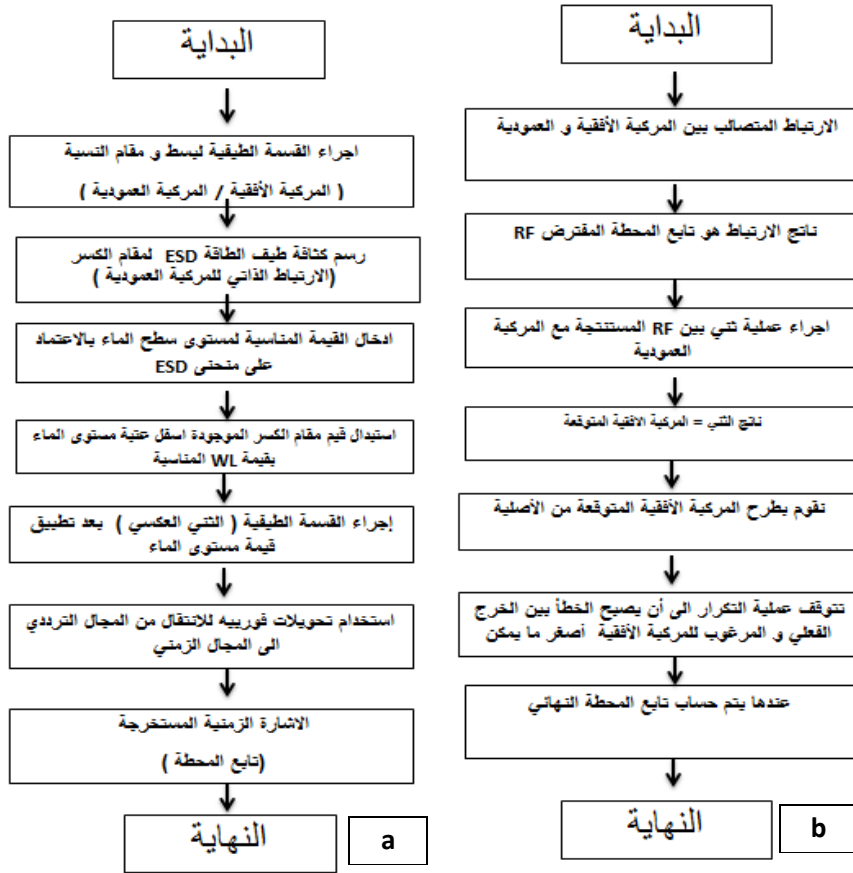 البداية
اجراء القسمة الطيفية لبسط و مقام النسبة
( المركبة الأفقية / المركبة العمودية )
رسم كثافة طيف الطاقة ESD لمقام الكسر
(الارتباط الذاتي للمركبة العمودية )
ادخال القيمة المناسبة لمستوى سطح الماء بالاعتماد
على منحني ESD
استبدال قيم مقام الكسر الموجودة اسفل عتبة مستوى الماء
بقيمة WL المناسبة
إجراء القسمة الطيفية ( الثني العكسي ) بعد تطبيق
قيمة مستوى الماء
استخدام تحويلات فورييه للانتقال من المجال الترددي
الى المجال الزمني
الاشارة الزمنية المستخرجة
(تابع المحطة )
النهاية
a
البداية
الارتباط المتصالب بين المركبة الأفقية و العمودية
ناتج الارتباط هو تابع المحطة المفترض RF
اجراء عملية ثني بين RF المستنتجة مع المركبة
العمودية
ناتج الثني = المركبة الافقية المتوقعة
نقوم بطرح المركبة الأفقية المتوقعة من الأصلية
تتوقف عملية التكرار الى أن يصبح الخطأ بين الخرج
الفعلي و المرغوب للمركبة الأفقية أصغر ما يمكن
عندها يتم حساب تابع المحطة النهائي
النهاية
b